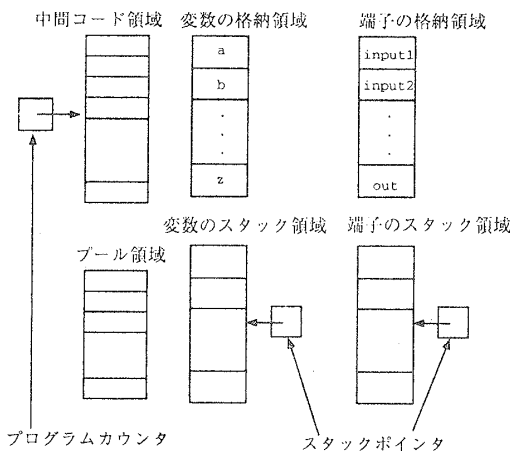 中間コード領域 変数の格納領域 端子の格納領域
a input1
b input2
. .
. .
. .
z out
変数のスタック領域 端子のスタック領域
ブール領域
プログラムカウンタ スタックポインタ